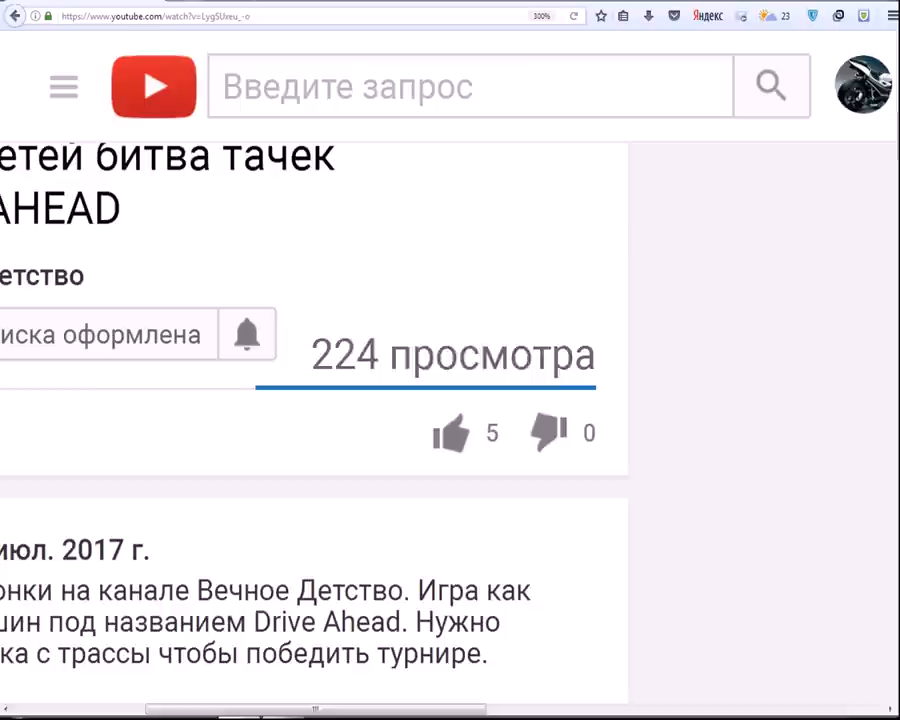 https://www.youtube.com/watch?v=LygSUxeu_-o
300%
Яндекс
23
Введите запрос
етей битва тачек
AHEAD
етство
иска оформлена
224 просмотра
5
0
июл. 2017 г.
онки на канале Вечное Детство. Игра как
шин под названием Drive Ahead. Нужно
ка с трассы чтобы победить турнире.